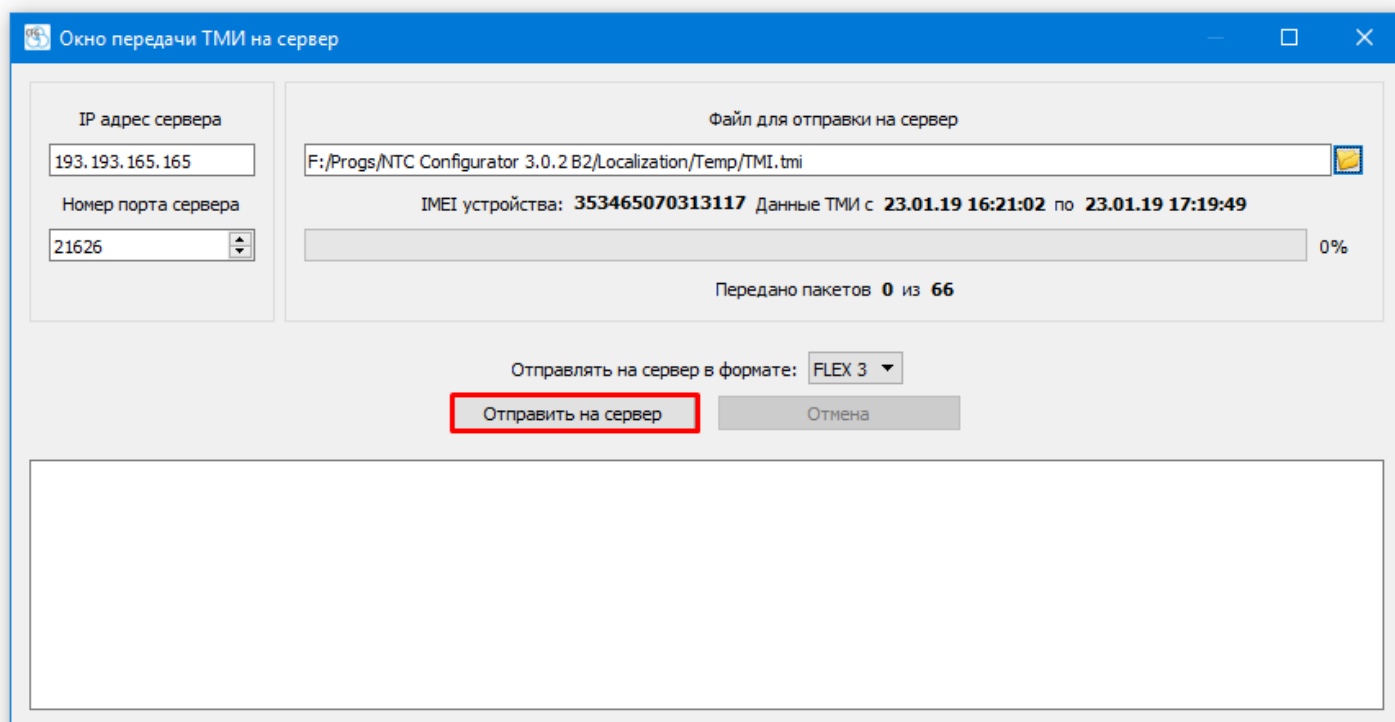 Окно передачи ТМИ на сервер
IP адрес сервера
193.193.165.165
Номер порта сервера
21626
Файл для отправки на сервер
F:/Progs/NTC Configurator 3.0.2 B2/Localization/Temp/TMI.tmi
IMEI устройства: 353465070313117 Данные ТМИ с 23.01.19 16:21:02 по 23.01.19 17:19:49
0%
Передано пакетов 0 из 66
Отправлять на сервер в формате: FLEX 3
Отправить на сервер Отмена